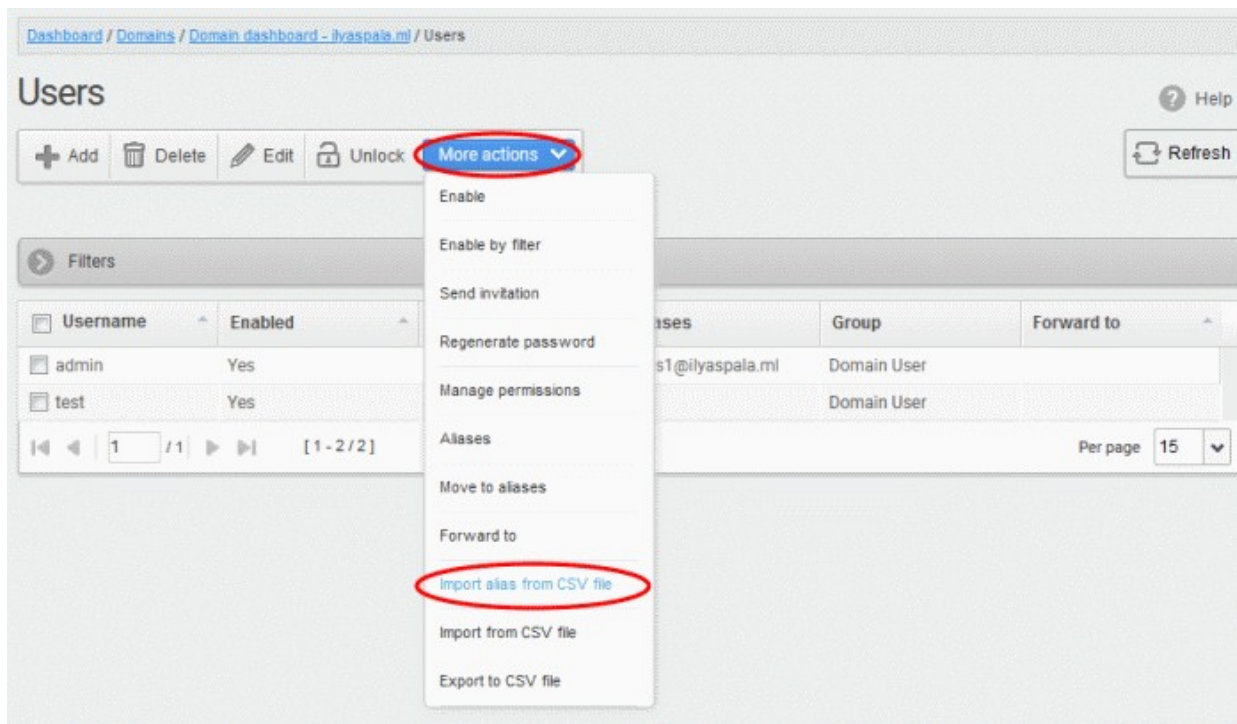 Dashboard / Domains / Domain dashboard - ilyaspala.ml / Users
Users
Help
Add Delete Edit Unlock More actions
Refresh
Enable
Enable by filter
Filters
Send invitation
Username Enabled Group Forward to
Regenerate password
admin Yes s1@ilyaspala.ml Domain User
Manage permissions
test Yes Domain User
Aliases
1 / 1 [ 1 - 2 / 2 ] Per page 15
Move to aliases
Forward to
Import alias from CSV file
Import from CSV file
Export to CSV file